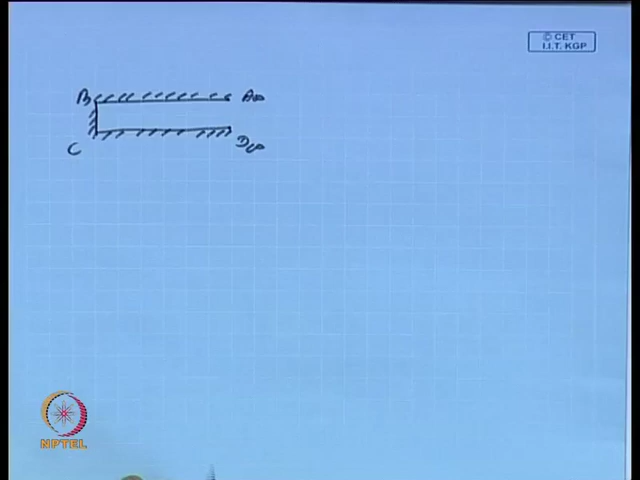 © CET
I.I.T. KGP
B A∞
C D∞
NPTEL